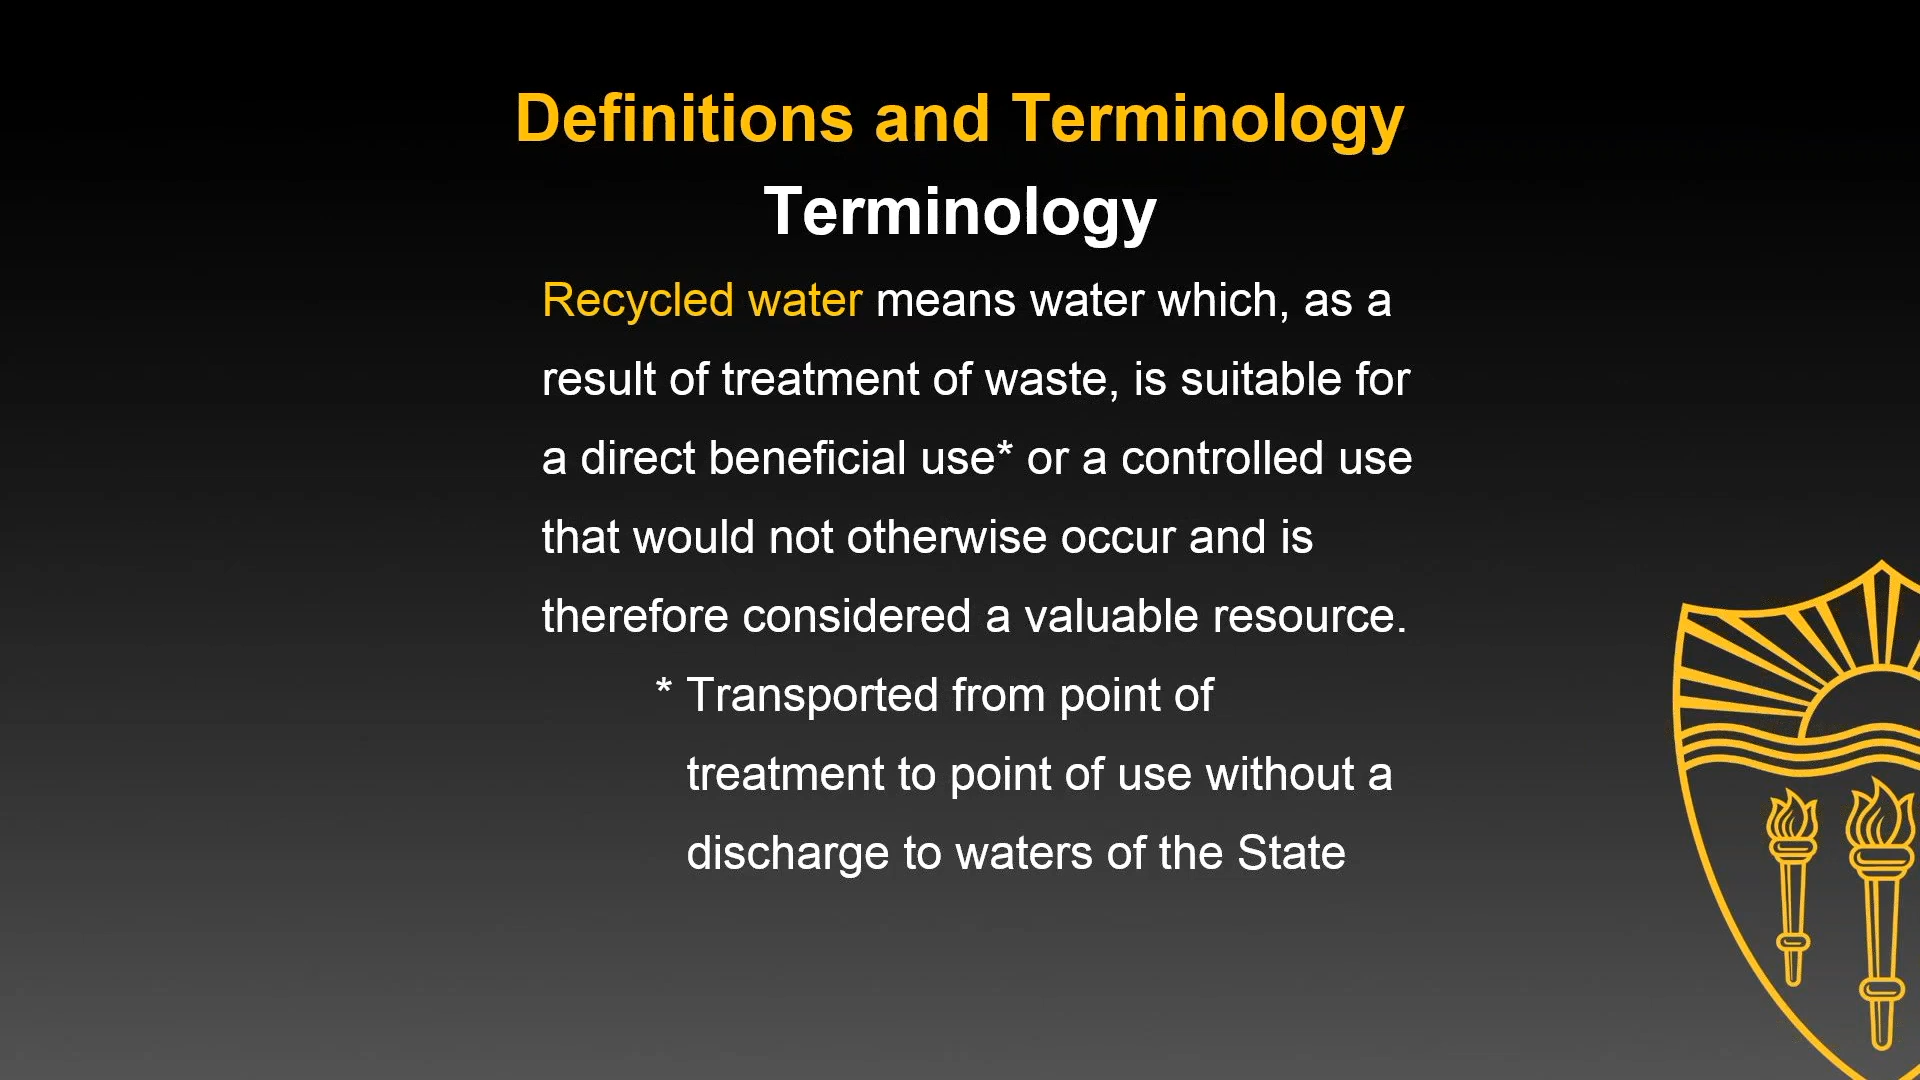 Definitions and Terminology
Terminology
Recycled water means water which, as a
result of treatment of waste, is suitable for
a direct beneficial use* or a controlled use
that would not otherwise occur and is
therefore considered a valuable resource.
* Transported from point of
treatment to point of use without a
discharge to waters of the State